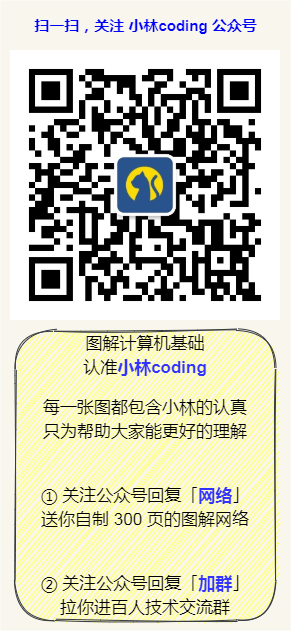 扫一扫，关注 小林coding 公众号
图解计算机基础
认准小林coding
每一张图都包含小林的认真
只为帮助大家能更好的理解
① 关注公众号回复「网络」
送你自制 300 页的图解网络
② 关注公众号回复「加群」
拉你进百人技术交流群